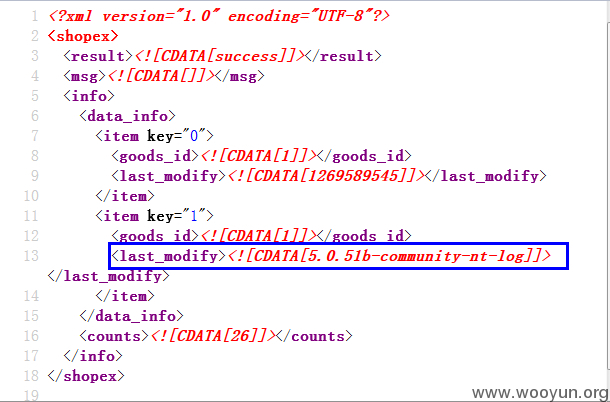 1 <?xml version="1.0" encoding="UTF-8"?>
2 <shopex>
3 <result><![CDATA[success]]></result>
4 <msg><![CDATA[]]></msg>
5 <info>
6 <data_info>
7 <item key="0">
8 <goods_id><![CDATA[1]]></goods_id>
9 <last_modify><![CDATA[1269589545]]></last_modify>
10 </item>
11 <item key="1">
12 <goods_id><![CDATA[1]]></goods_id>
13 <last_modify><![CDATA[5.0.51b-community-nt-log]]>
</last_modify>
14 </item>
15 </data_info>
16 <counts><![CDATA[26]]></counts>
17 </info>
18 </shopex>
19
www.wooyun.org